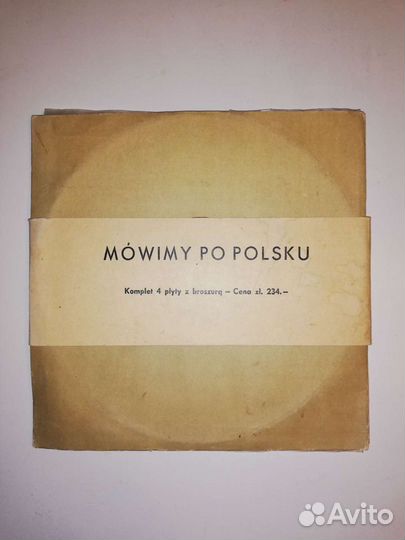 MÓWIMY PO POLSKU
Komplet 4 płyty z broszurą – Cena zł. 234.–
Avito